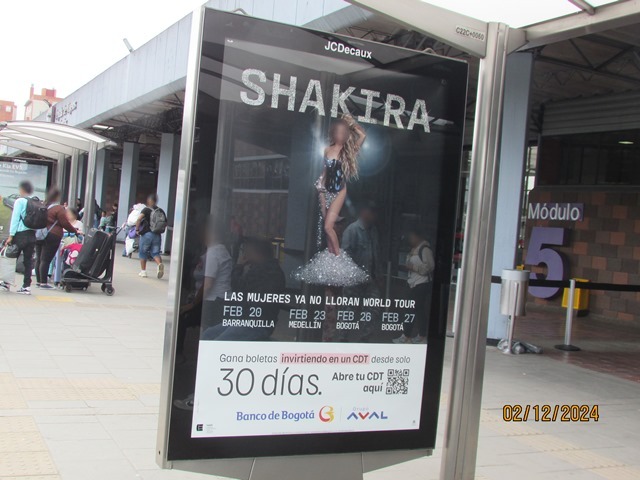 C22C*0060
JCDecaux
SHAKIRA
LAS MUJERES YA NO LLORAN WORLD TOUR
FEB 20 FEB 23 FEB 26 FEB 27
BARRANQUILLA MEDELLÍN BOGOTÁ BOGOTÁ
Gana boletas invirtiendo en un CDT desde solo
30 días.
Abre tu CDT
aquí
Banco de Bogotá
AVAL
Módulo
5
02/12/2024